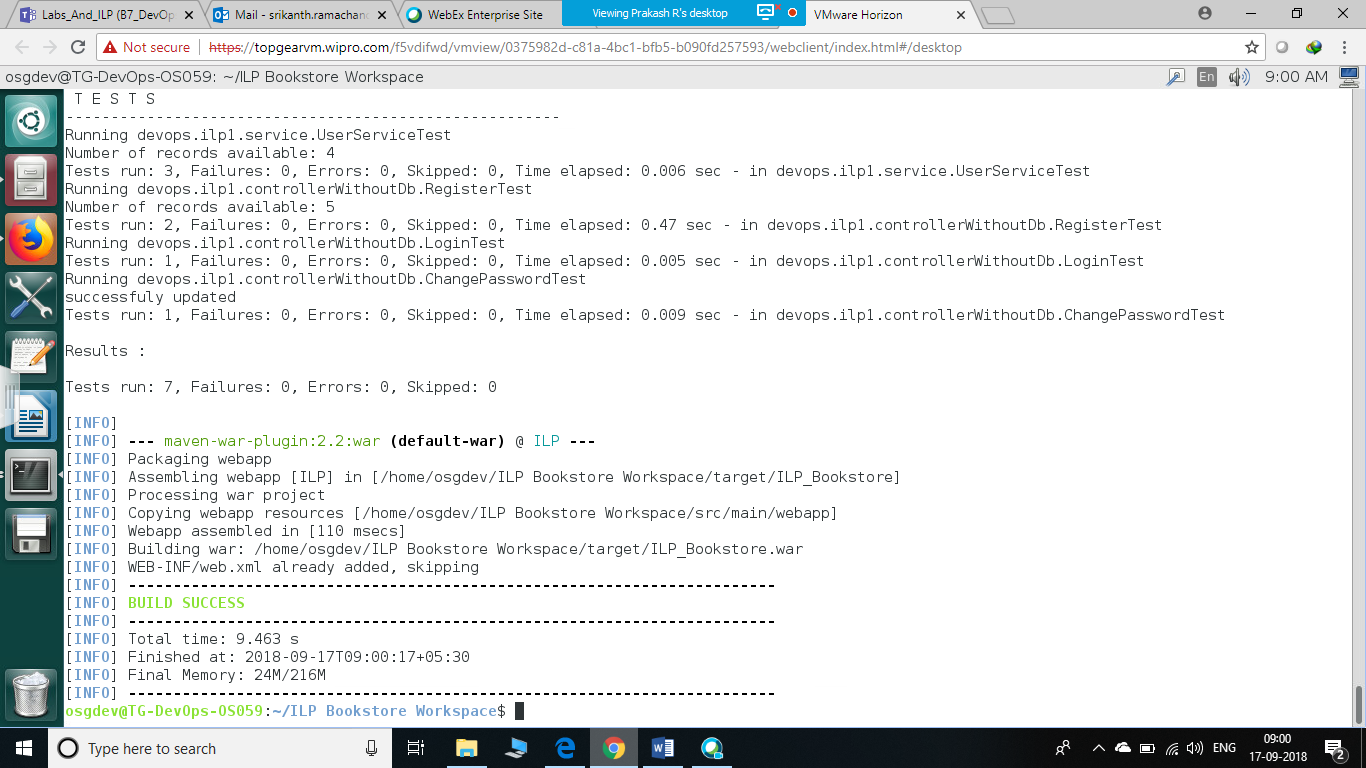 Labs_And_ILP (B7_DevOp
Mail - srikanth.ramachand
WebEx Enterprise Site
Viewing Prakash R's desktop
VMware Horizon
Not secure
https://topgearvm.wipro.com/f5vdifwd/vmview/0375982d-c81a-4bc1-bfb5-b090fd257593/webclient/index.html#/desktop
osgdev@TG-DevOps-OS059: ~/ILP Bookstore Workspace
En
9:00 AM
T E S T S
-------------------------------------------------------
Running devops.ilp1.service.UserServiceTest
Number of records available: 4
Tests run: 3, Failures: 0, Errors: 0, Skipped: 0, Time elapsed: 0.006 sec - in devops.ilp1.service.UserServiceTest
Running devops.ilp1.controllerWithoutDb.RegisterTest
Number of records available: 5
Tests run: 2, Failures: 0, Errors: 0, Skipped: 0, Time elapsed: 0.47 sec - in devops.ilp1.controllerWithoutDb.RegisterTest
Running devops.ilp1.controllerWithoutDb.LoginTest
Tests run: 1, Failures: 0, Errors: 0, Skipped: 0, Time elapsed: 0.005 sec - in devops.ilp1.controllerWithoutDb.LoginTest
Running devops.ilp1.controllerWithoutDb.ChangePasswordTest
successfuly updated
Tests run: 1, Failures: 0, Errors: 0, Skipped: 0, Time elapsed: 0.009 sec - in devops.ilp1.controllerWithoutDb.ChangePasswordTest
Results :
Tests run: 7, Failures: 0, Errors: 0, Skipped: 0
[INFO]
[INFO] --- maven-war-plugin:2.2:war (default-war) @ ILP ---
[INFO] Packaging webapp
[INFO] Assembling webapp [ILP] in [/home/osgdev/ILP Bookstore Workspace/target/ILP_Bookstore]
[INFO] Processing war project
[INFO] Copying webapp resources [/home/osgdev/ILP Bookstore Workspace/src/main/webapp]
[INFO] Webapp assembled in [110 msecs]
[INFO] Building war: /home/osgdev/ILP Bookstore Workspace/target/ILP_Bookstore.war
[INFO] WEB-INF/web.xml already added, skipping
[INFO] ------------------------------------------------------------------------
[INFO] BUILD SUCCESS
[INFO] ------------------------------------------------------------------------
[INFO] Total time: 9.463 s
[INFO] Finished at: 2018-09-17T09:00:17+05:30
[INFO] Final Memory: 24M/216M
[INFO] ------------------------------------------------------------------------
osgdev@TG-DevOps-OS059:~/ILP Bookstore Workspace$
Type here to search
ENG
09:00
17-09-2018
2